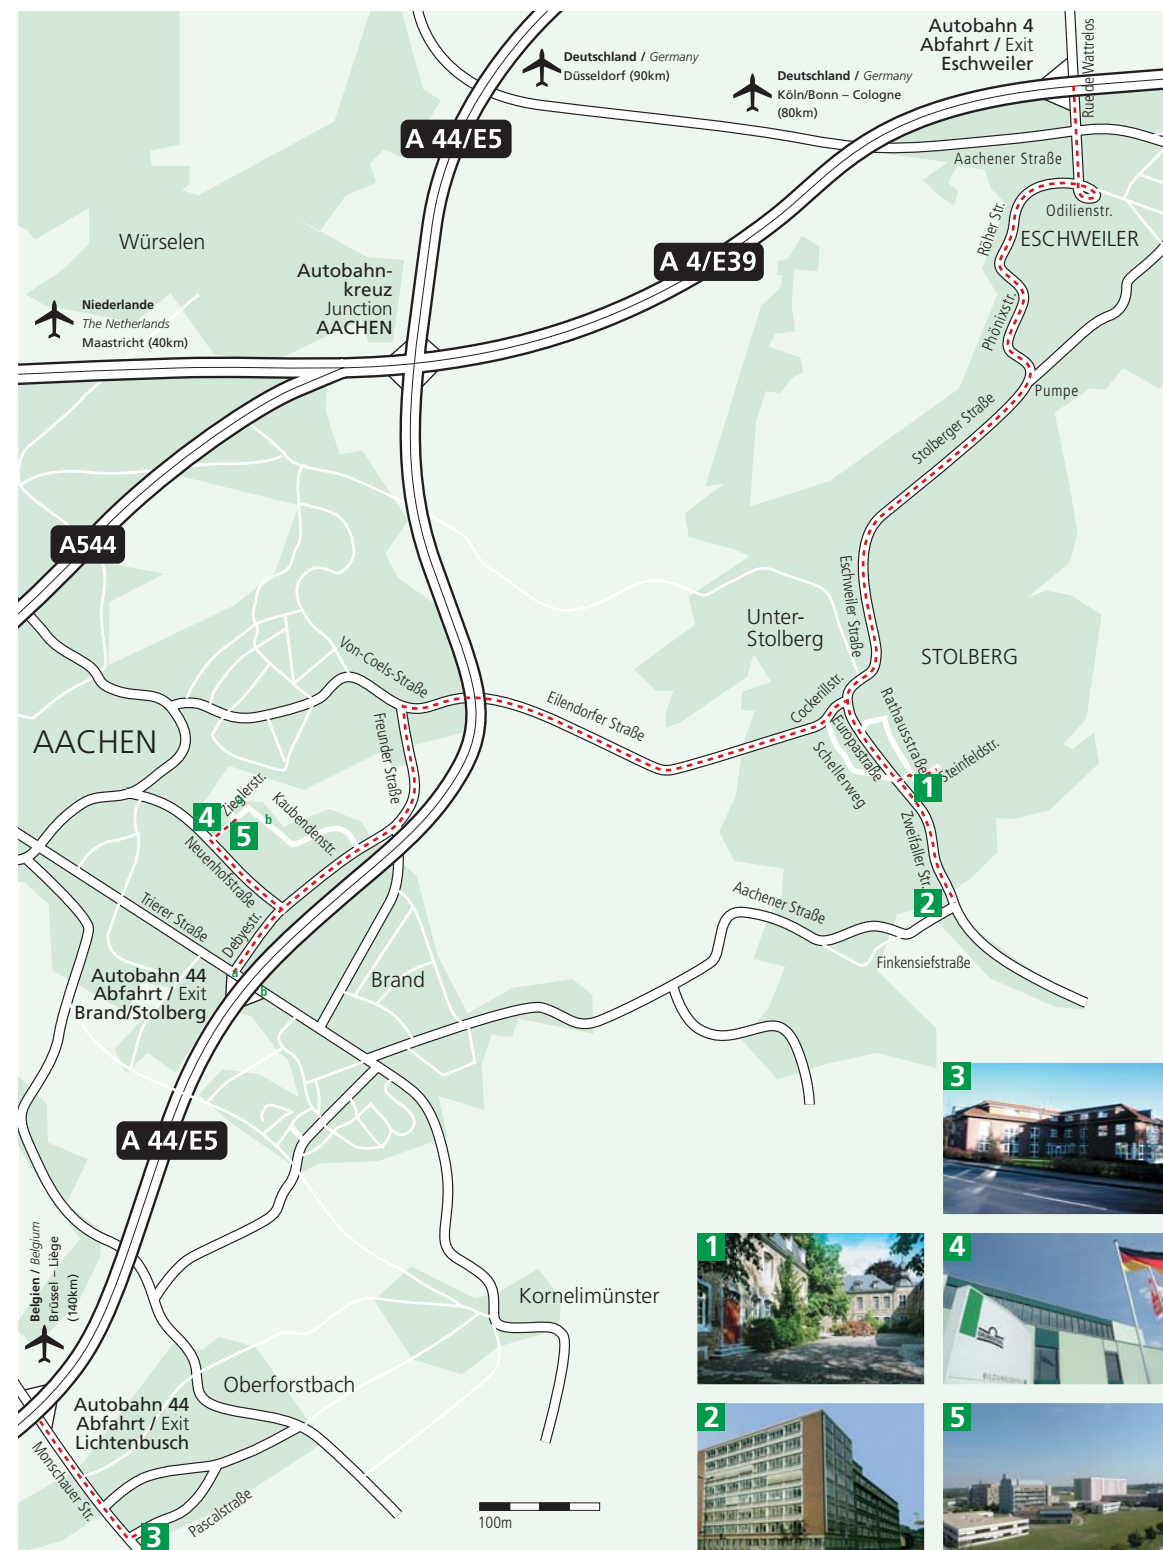 Autobahn 4
Abfahrt / Exit
Eschweiler
Rue de Wattrelos
Deutschland / Germany
Düsseldorf (90km)
Deutschland / Germany
Köln/Bonn – Cologne
(80km)
A 44/E5
Aachener Straße
Odilienstr.
ESCHWEILER
Röher Str.
Würselen
A 4/E39
Autobahn-
kreuz
Junction
AACHEN
Niederlande
The Netherlands
Maastricht (40km)
Phönixstr.
Pumpe
Stolberger Straße
A544
Eschweiler Straße
Unter-
Stolberg
STOLBERG
Von-Coels-Straße
Eilendorfer Straße
Cockerillstr.
Rathausstraße
Europastraße
Schellerweg
Steinfeldstr.
AACHEN
Freunder Straße
Zieglerstr.
Kaubendenstr.
b
1
4
5
Neuenhofstraße
Zweifaller Str.
Trierer Straße
Debyestr.
Aachener Straße
2
Finkensiefstraße
a
b
Autobahn 44
Abfahrt / Exit
Brand/Stolberg
Brand
A 44/E5
3
1
4
Belgien / Belgium
Brüssel – Liège
(140km)
Kornelimünster
BILDUNGSZENTRUM
Oberforstbach
Autobahn 44
Abfahrt / Exit
Lichtenbusch
2
5
Monschauer Str.
Pascalstraße
3
100m